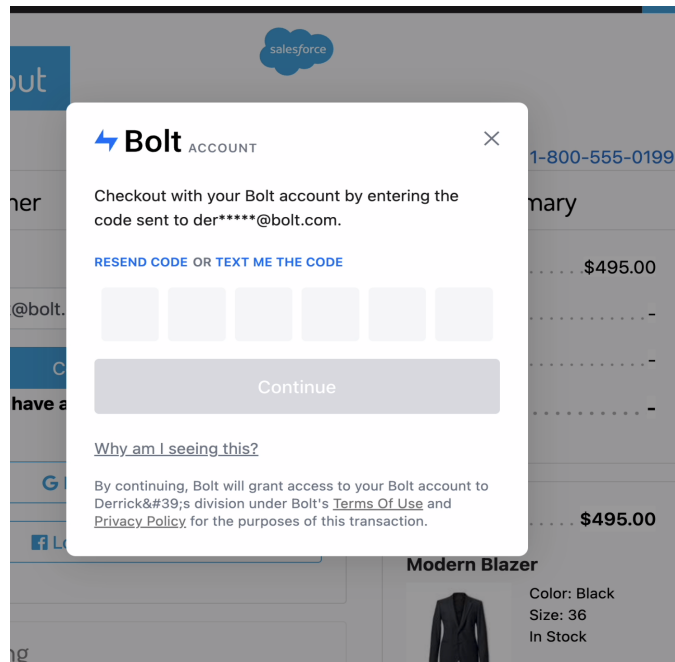 salesforce
out
Bolt ACCOUNT
1-800-555-0199
Checkout with your Bolt account by entering the
code sent to der*****@bolt.com.
RESEND CODE OR TEXT ME THE CODE
Continue
Why am I seeing this?
By continuing, Bolt will grant access to your Bolt account to
Derrick&#39;s division under Bolt's Terms Of Use and
Privacy Policy for the purposes of this transaction.
ner
mary
$495.00
@bolt.
-
-
C
have a
-
G
$495.00
Lo
Modern Blazer
Color: Black
Size: 36
In Stock
ng